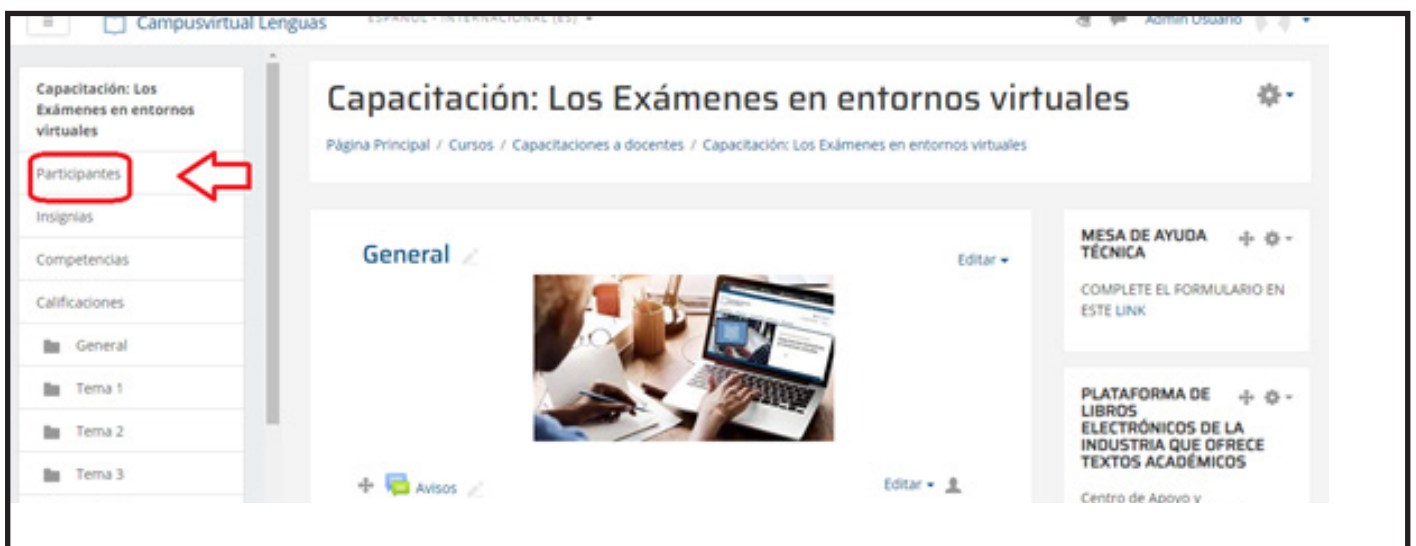 Campusvirtual Lenguas
ESPAÑOL - INTERNACIONAL (ES)
Admin Usuario
Capacitación: Los
Exámenes en entornos
virtuales
Participantes
Insignias
Competencias
Calificaciones
General
Tema 1
Tema 2
Tema 3
Capacitación: Los Exámenes en entornos virtuales
Página Principal / Cursos / Capacitaciones a docentes / Capacitación: Los Exámenes en entornos virtuales
General
Editar
Avisos
Editar
MESA DE AYUDA
TÉCNICA
COMPLETE EL FORMULARIO EN
ESTE LINK
PLATAFORMA DE
LIBROS
ELECTRÓNICOS DE LA
INDUSTRIA QUE OFRECE
TEXTOS ACADÉMICOS
Centro de Apoyo y